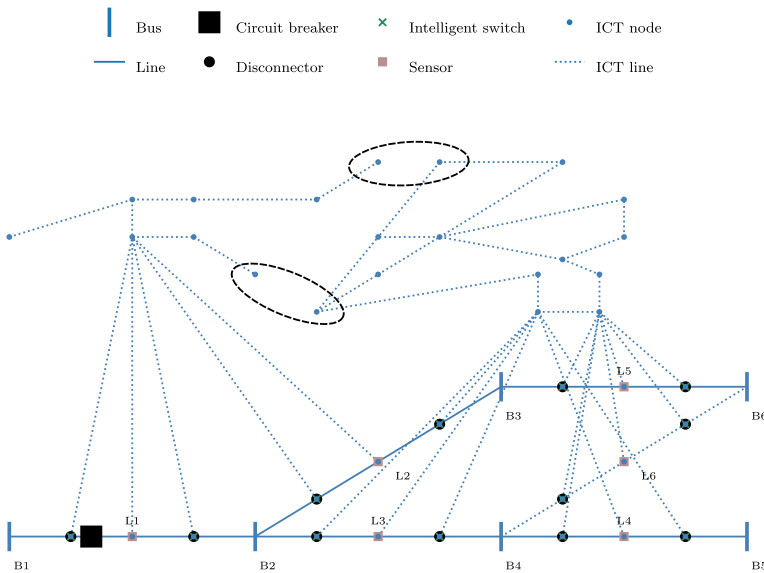 Bus
Circuit breaker
Intelligent switch
ICT node
Line
Disconnector
Sensor
ICT line
L5
B3
B6
L2
L6
L1
L3
L4
B1
B2
B4
B5